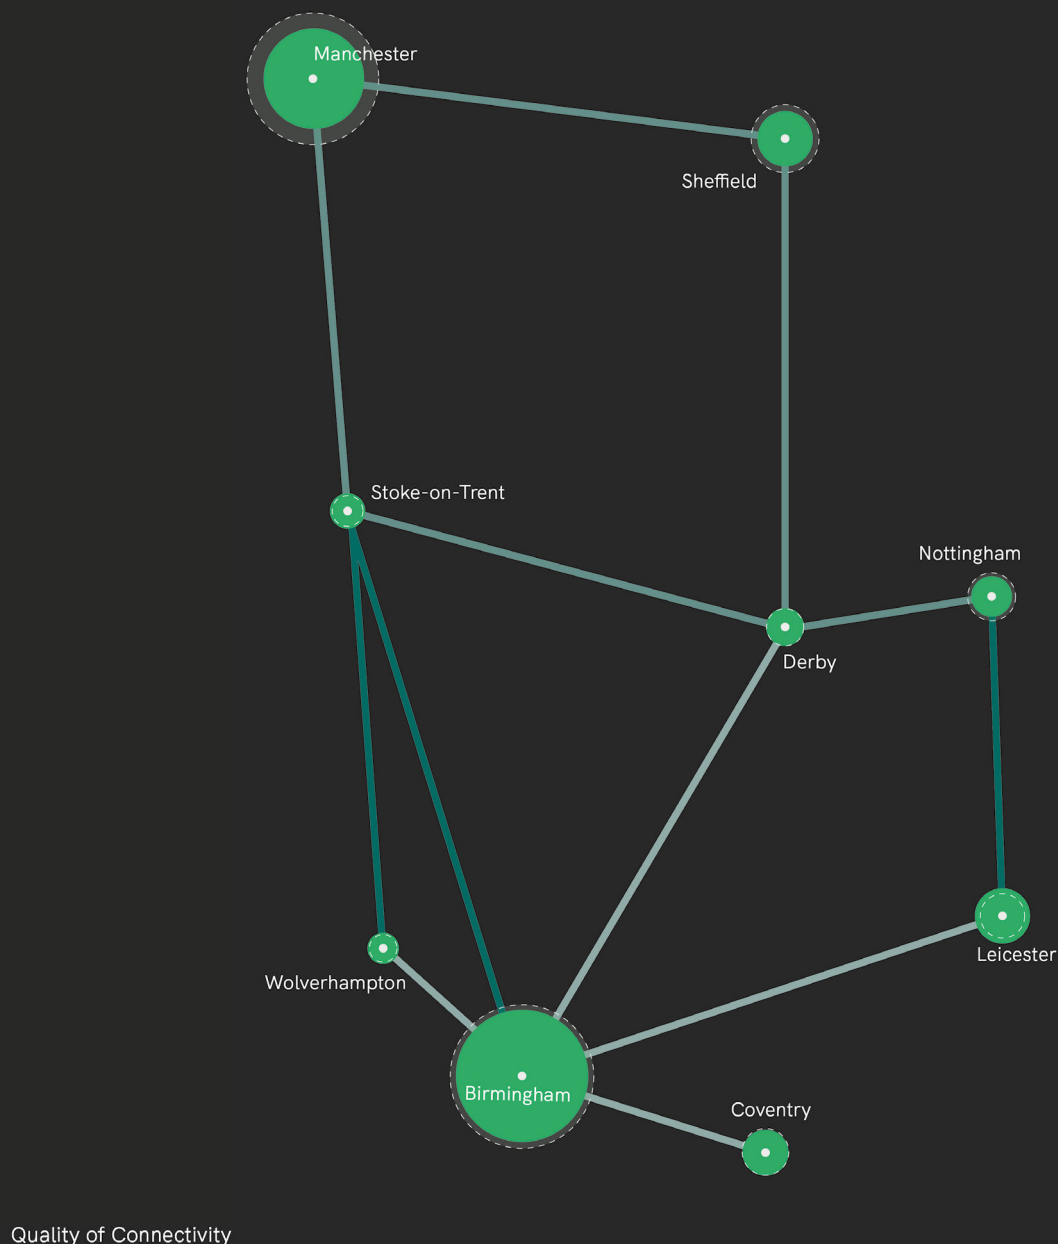 Manchester
Sheffield
Stoke-on-Trent
Nottingham
Derby
Leicester
Wolverhampton
Birmingham
Coventry
Quality of Connectivity